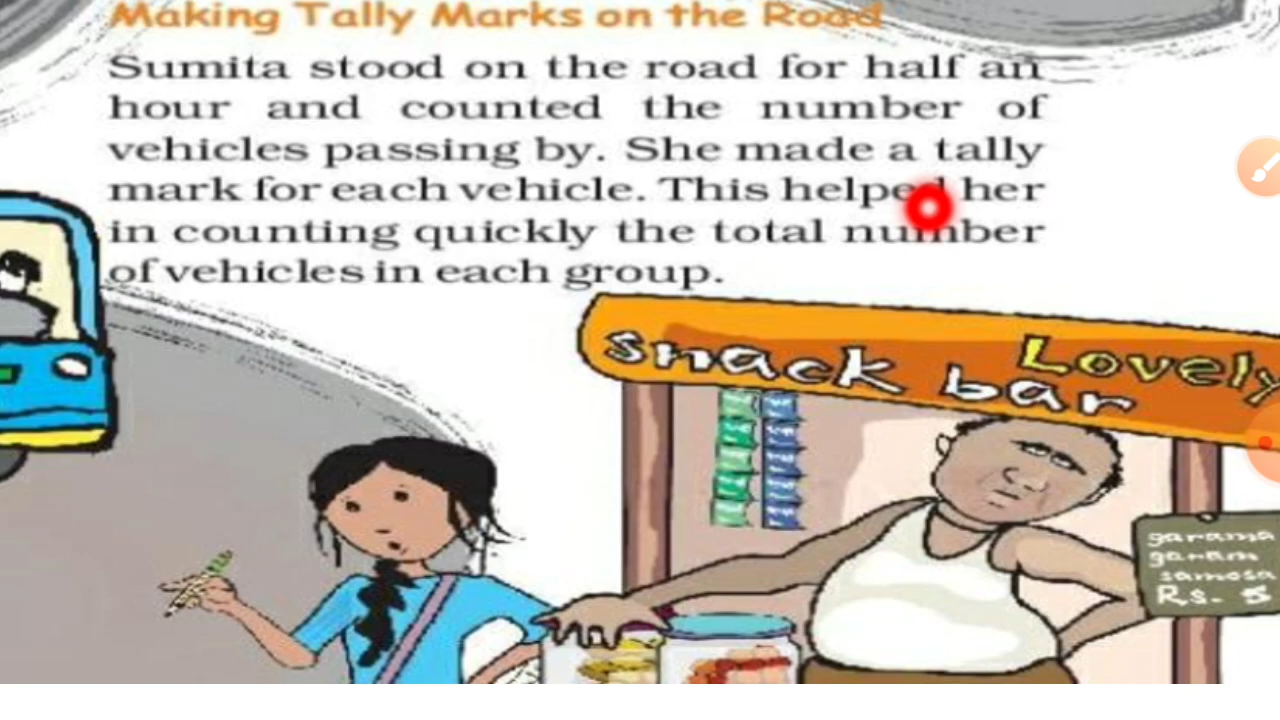 Making Tally Marks on the Road
Sumita stood on the road for half an
hour and counted the number of
vehicles passing by. She made a tally
mark for each vehicle. This helped her
in counting quickly the total number
of vehicles in each group.
snack bar Lovely
garama
garam
samosa
Rs. 5